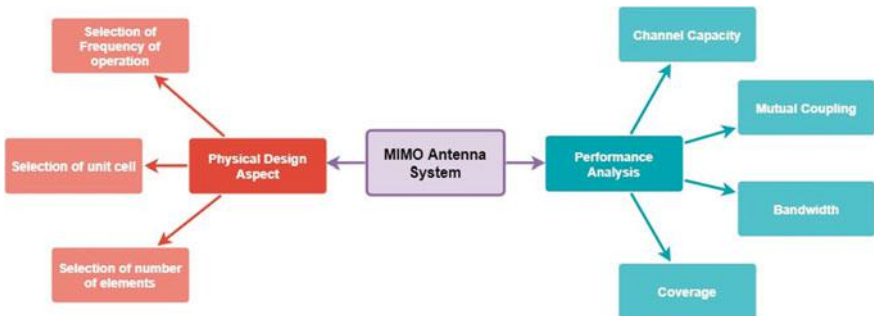 Selection of
Frequency of
operation
Selection of unit cell
Selection of number
of elements
Physical Design
Aspect
MIMO Antenna
System
Performance
Analysis
Channel Capacity
Mutual Coupling
Bandwidth
Coverage